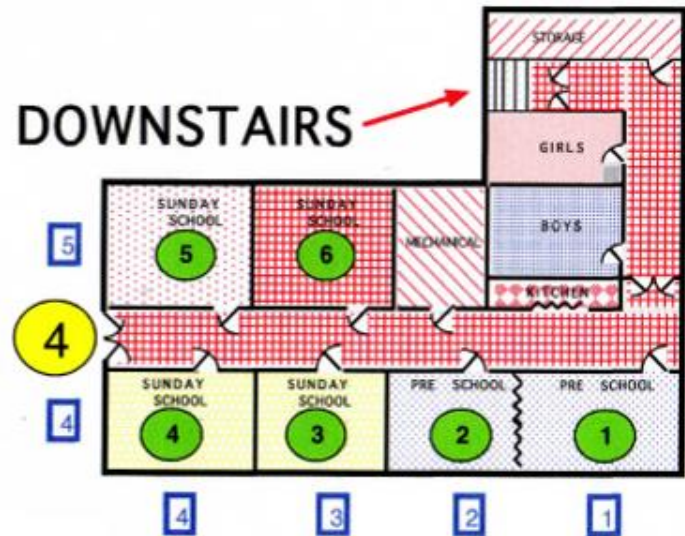 STORAGE
DOWNSTAIRS
GIRLS
SUNDAY
SCHOOL
5
SUNDAY
SCHOOL
6
MECHANICAL
BOYS
5
KITCHEN
4
SUNDAY
SCHOOL
4
SUNDAY
SCHOOL
3
PRE SCHOOL
2
PRE SCHOOL
1
4
4
3
2
1